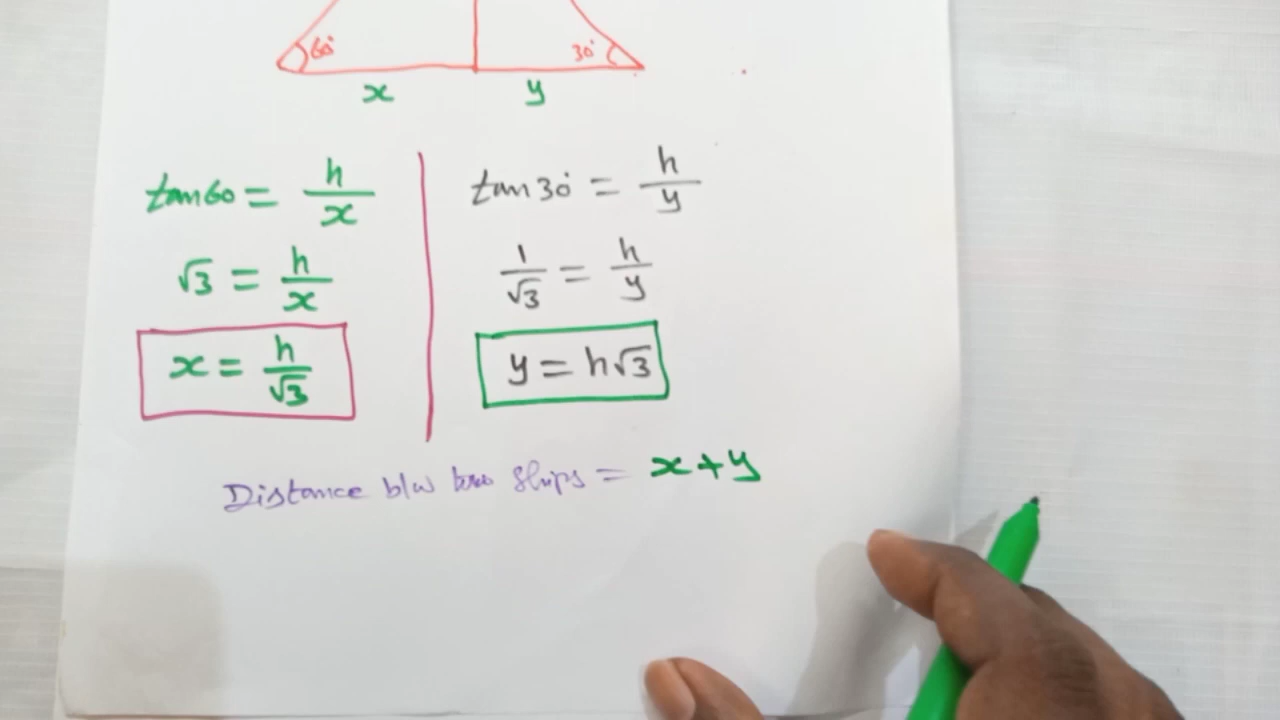 60° 30°
x y
tan60 = h/x
√3 = h/x
x = h/√3
tan30° = h/y
1/√3 = h/y
y = h√3
Distance b/w two ships = x+y